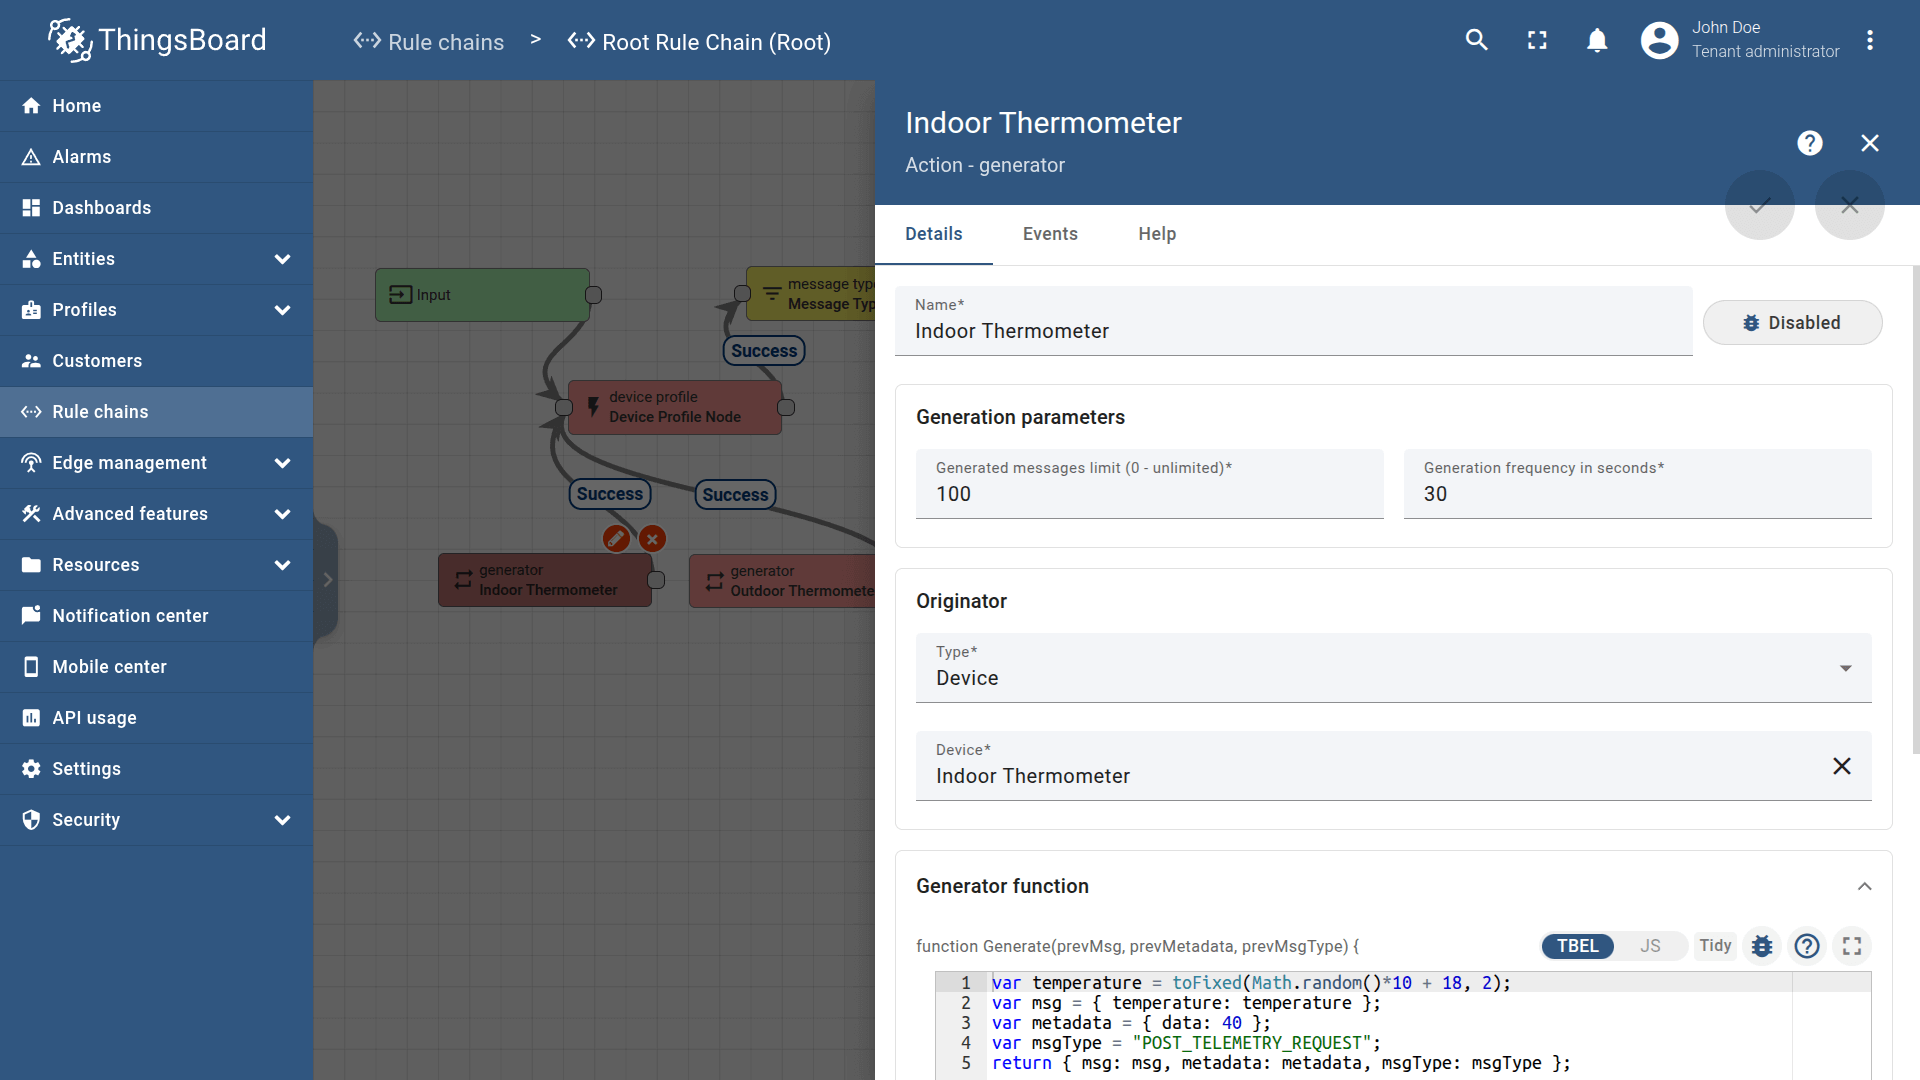 ThingsBoard
Rule chains > Root Rule Chain (Root)
John Doe
Tenant administrator
Home
Alarms
Dashboards
Entities
Profiles
Customers
Rule chains
Edge management
Advanced features
Resources
Notification center
Mobile center
API usage
Settings
Security
Input
message type
Message Typ
Success
device profile
Device Profile Node
Success
Success
generator
Indoor Thermometer
generator
Outdoor Thermomete
Indoor Thermometer
Action - generator
Details
Events
Help
Name*
Indoor Thermometer
Disabled
Generation parameters
Generated messages limit (0 - unlimited)*
100
Generation frequency in seconds*
30
Originator
Type*
Device
Device*
Indoor Thermometer
Generator function
function Generate(prevMsg, prevMetadata, prevMsgType) {
TBEL
JS
Tidy
1 var temperature = toFixed(Math.random()*10 + 18, 2);
2 var msg = { temperature: temperature };
3 var metadata = { data: 40 };
4 var msgType = "POST_TELEMETRY_REQUEST";
5 return { msg: msg, metadata: metadata, msgType: msgType };